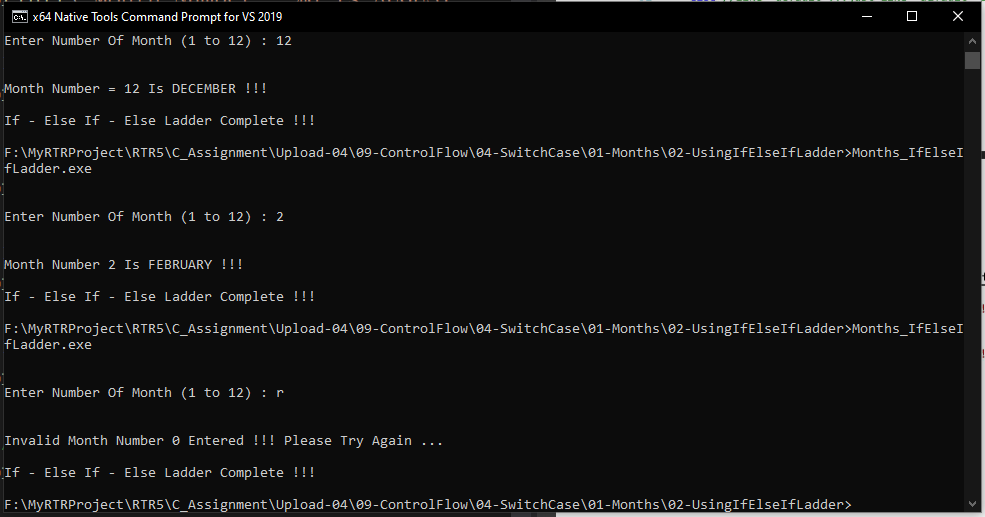 x64 Native Tools Command Prompt for VS 2019
Enter Number Of Month (1 to 12) : 12
Month Number = 12 Is DECEMBER !!!
If - Else If - Else Ladder Complete !!!
F:\MyRTRProject\RTR5\C_Assignment\Upload-04\09-ControlFlow\04-SwitchCase\01-Months\02-UsingIfElseIfLadder>Months_IfElseI
fLadder.exe
Enter Number Of Month (1 to 12) : 2
Month Number 2 Is FEBRUARY !!!
If - Else If - Else Ladder Complete !!!
F:\MyRTRProject\RTR5\C_Assignment\Upload-04\09-ControlFlow\04-SwitchCase\01-Months\02-UsingIfElseIfLadder>Months_IfElseI
fLadder.exe
Enter Number Of Month (1 to 12) : r
Invalid Month Number 0 Entered !!! Please Try Again ...
If - Else If - Else Ladder Complete !!!
F:\MyRTRProject\RTR5\C_Assignment\Upload-04\09-ControlFlow\04-SwitchCase\01-Months\02-UsingIfElseIfLadder>